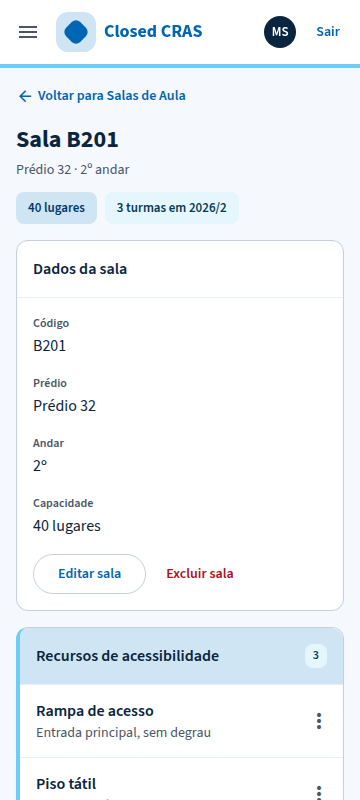 Closed CRAS
MS
Sair
Voltar para Salas de Aula
Sala B201
Prédio 32 · 2º andar
40 lugares
3 turmas em 2026/2
Dados da sala
Código
B201
Prédio
Prédio 32
Andar
2º
Capacidade
40 lugares
Editar sala
Excluir sala
Recursos de acessibilidade
3
Rampa de acesso
Entrada principal, sem degrau
Piso tátil